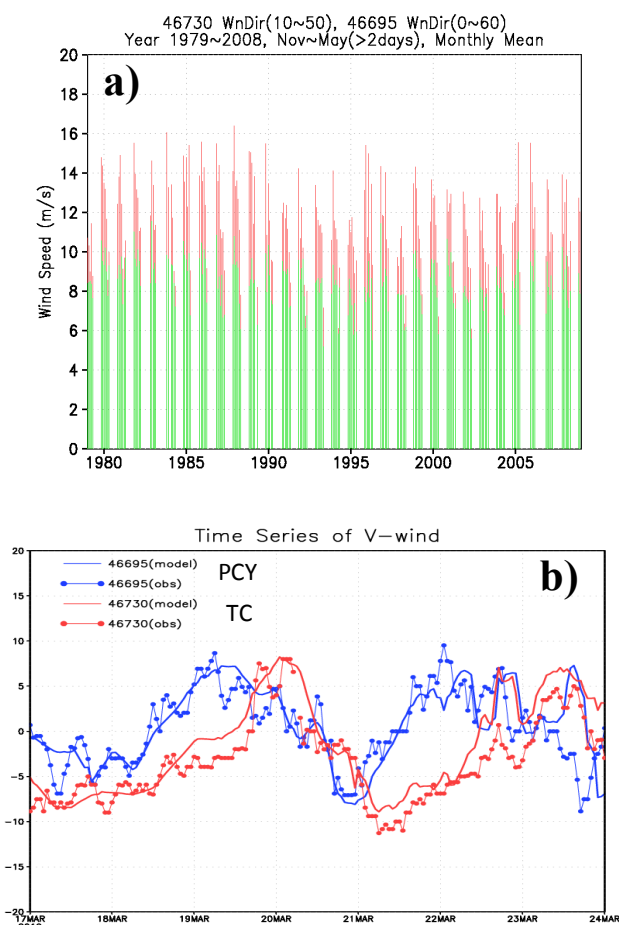 46730 WnDir(10~50), 46695 WnDir(0~60)
Year 1979~2008, Nov~May(>2days), Monthly Mean
a)
Wind Speed (m/s)
20
18
16
14
12
10
8
6
4
2
0
1980 1985 1990 1995 2000 2005
Time Series of V-wind
b)
46695(model) PCY
46695(obs)
46730(model) TC
46730(obs)
20
15
10
5
0
-5
-10
-15
-20
17MAR 18MAR 19MAR 20MAR 21MAR 22MAR 23MAR 24MAR